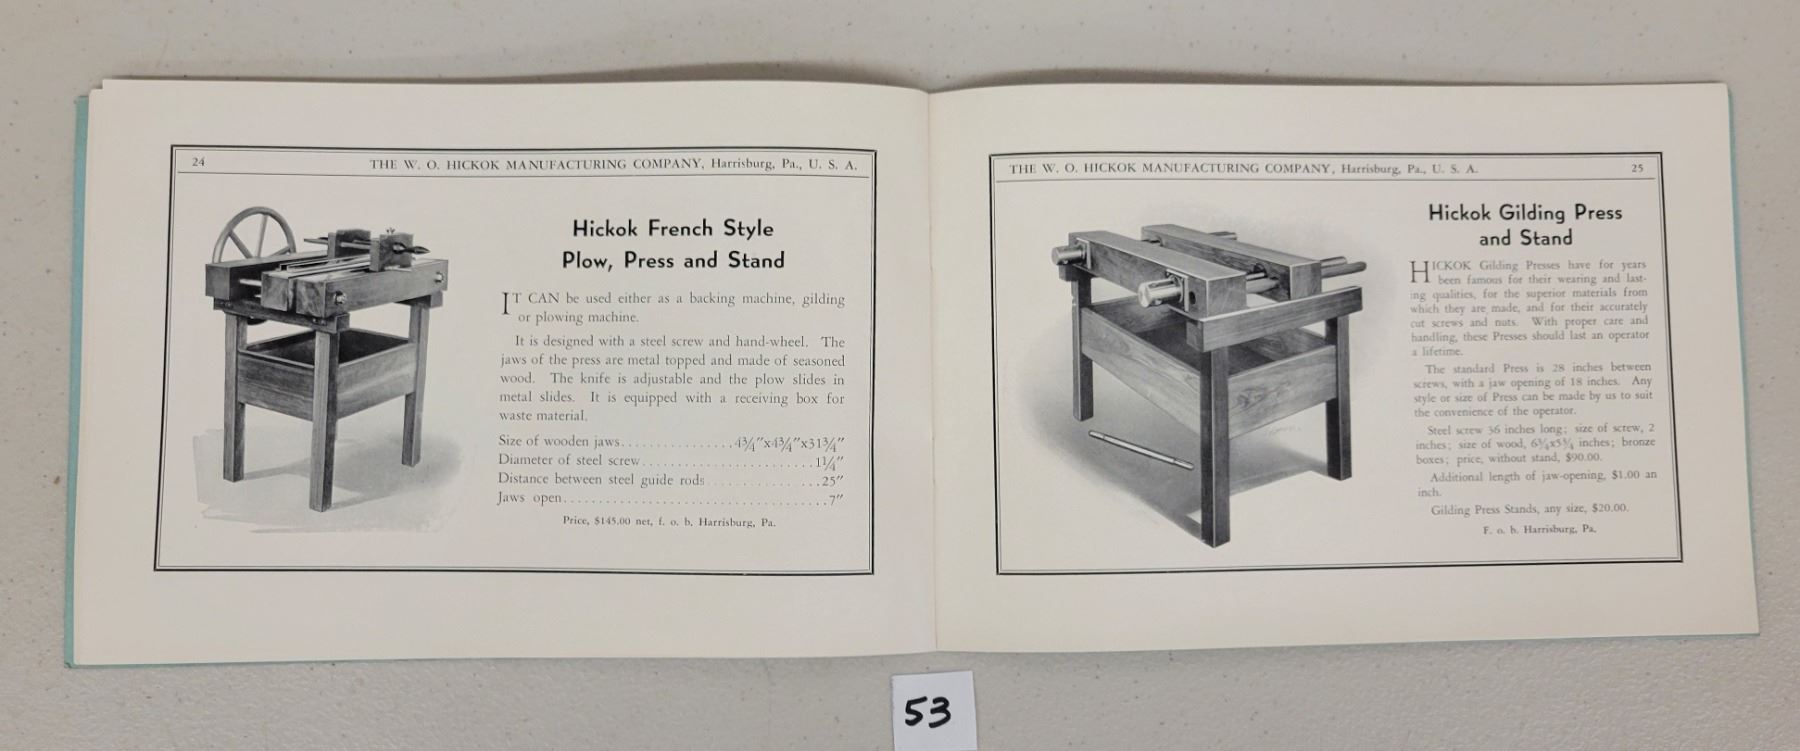 24
THE W. O. HICKOK MANUFACTURING COMPANY, Harrisburg, Pa., U. S. A.
Hickok French Style
Plow, Press and Stand
IT CAN be used either as a backing machine, gilding
or plowing machine.
It is designed with a steel screw and hand-wheel. The
jaws of the press are metal topped and made of seasoned
wood. The knife is adjustable and the plow slides in
metal slides. It is equipped with a receiving box for
waste material.
Size of wooden jaws...............4¾"x4¾"x31¾"
Diameter of steel screw.........................1¼"
Distance between steel guide rods................25"
Jaws open.....................................7"
Price, $145.00 net, f. o. b. Harrisburg, Pa.
THE W. O. HICKOK MANUFACTURING COMPANY, Harrisburg, Pa., U. S. A.
25
Hickok Gilding Press
and Stand
HICKOK Gilding Presses have for years
been famous for their wearing and last-
ing qualities, for the superior materials from
which they are made, and for their accurately
cut screws and nuts. With proper care and
handling, these Presses should last an operator
a lifetime.
The standard Press is 28 inches between
screws, with a jaw opening of 18 inches. Any
style or size of Press can be made by us to suit
the convenience of the operator.
Steel screw 36 inches long; size of screw, 2
inches; size of wood, inches; bronze
boxes; price, without stand, $90.00.
Additional length of jaw-opening, $1.00 an
inch.
Gilding Press Stands, any size, $20.00.
F. o. b. Harrisburg, Pa.
53